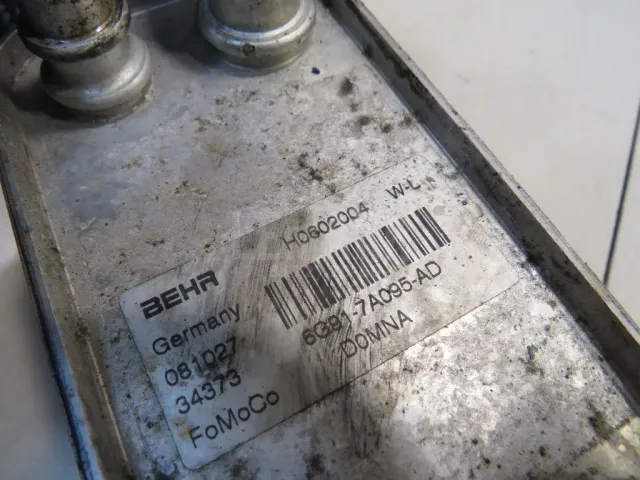 BEHR H0602004 W-L
Germany
081027 6G91-7A095-AD
34373 DOMNA
FoMoCo